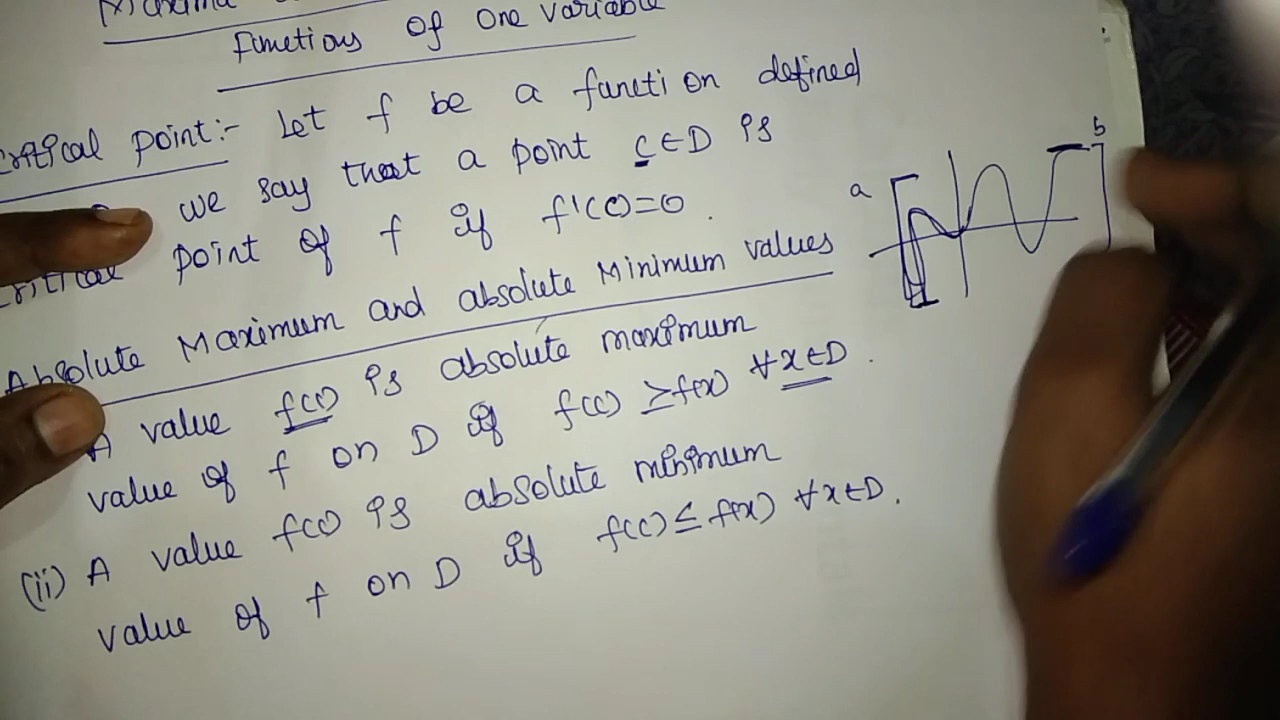 Functions of One variable
Critical point:- Let f be a function defined
we say that a point c∈D is
Critical point of f if f'(c)=0.
Absolute Maximum and absolute Minimum values
A value f(c) is absolute maximum
value of f on D if f(c) ≥f(x) ∀x∈D.
(ii) A value f(c) is absolute minimum
value of f on D if f(c)≤f(x) ∀x∈D.
a
b